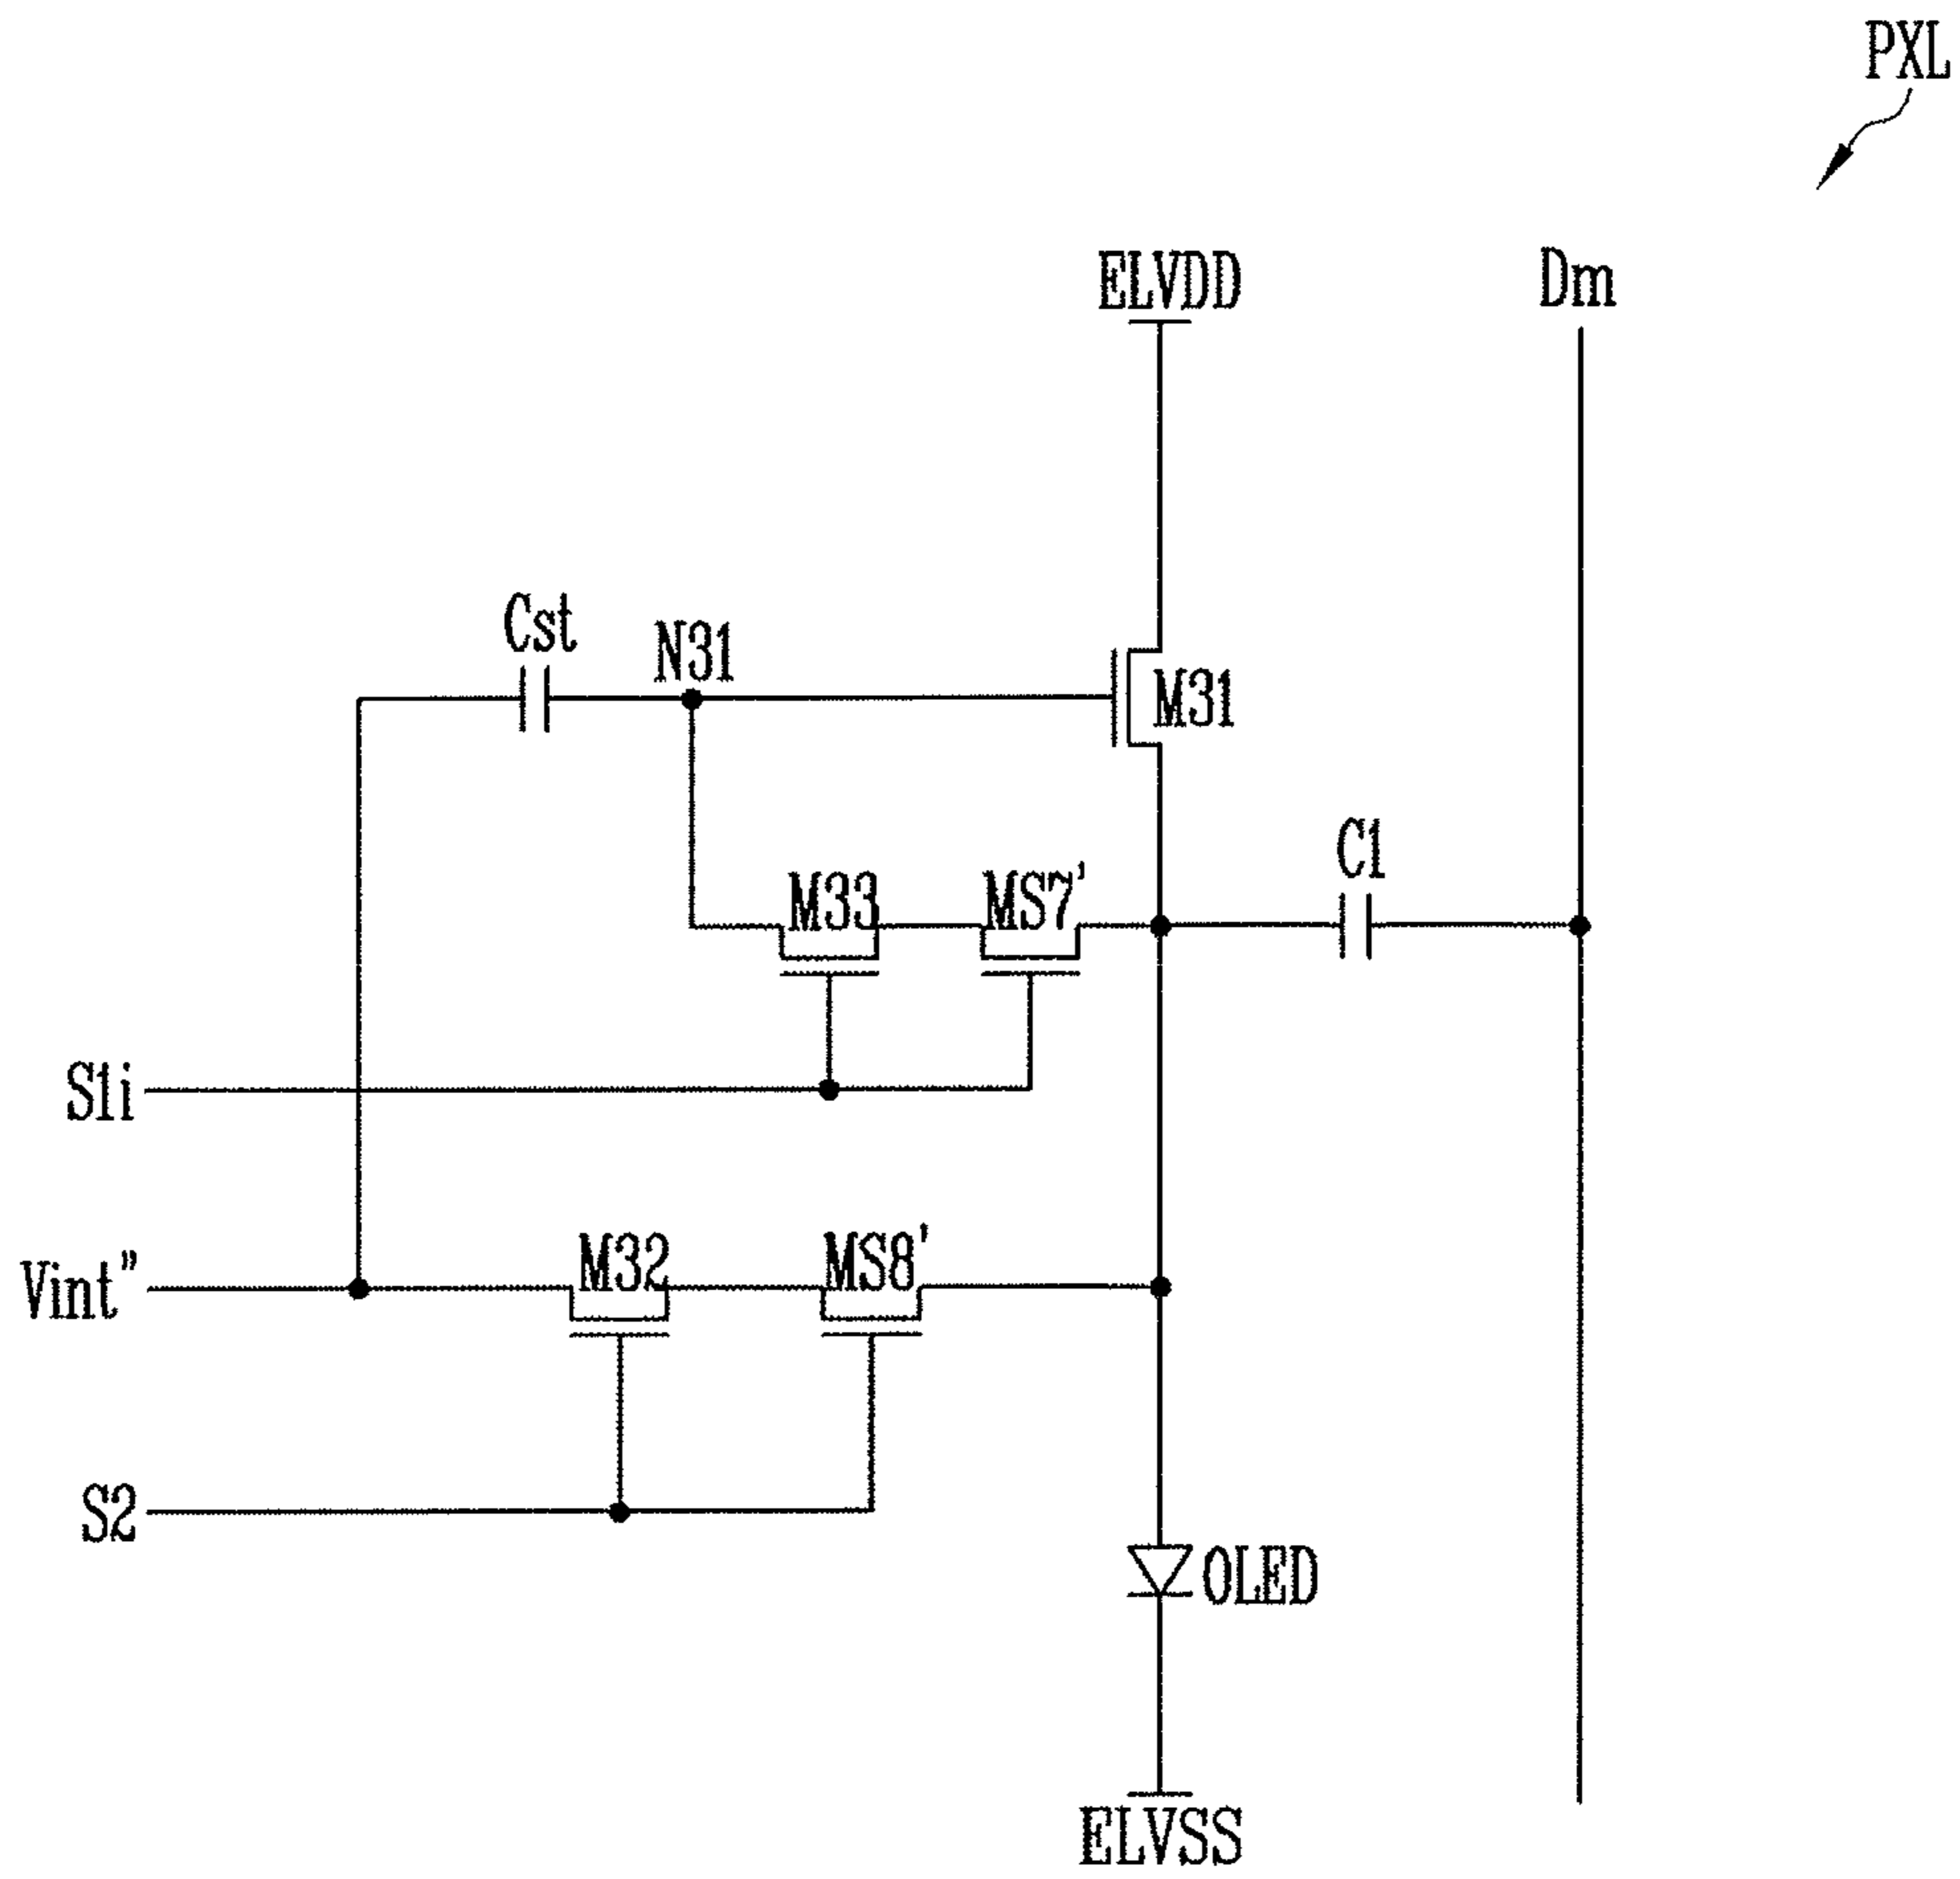 PXL
ELVDD
Dm
Cst
N31
M31
C1
M33
MS7'
S1i
Vint"
M32
MS8'
S2
OLED
ELVSS